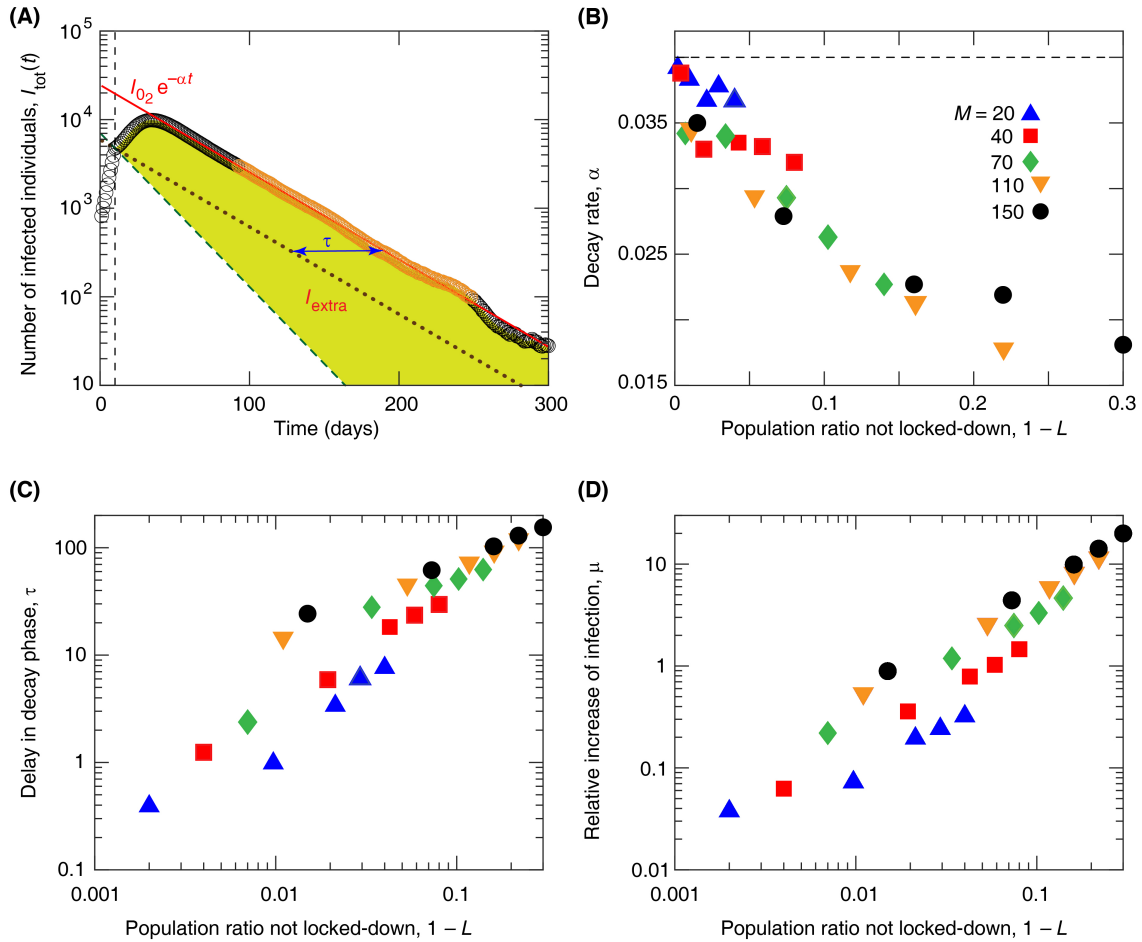 (A)
Number of infected individuals, I_tot(t)
10^5
10^4
10^3
10^2
10
I_0_2 e^−αt
τ
I_extra
0
100
200
300
Time (days)
(B)
Decay rate, α
0.035
0.025
0.015
M = 20
40
70
110
150
0
0.1
0.2
0.3
Population ratio not locked-down, 1 – L
(C)
Delay in decay phase, τ
100
10
1
0.1
0.001
0.01
0.1
Population ratio not locked-down, 1 – L
(D)
Relative increase of infection, μ
10
1
0.1
0.01
0.001
0.01
0.1
Population ratio not locked-down, 1 – L